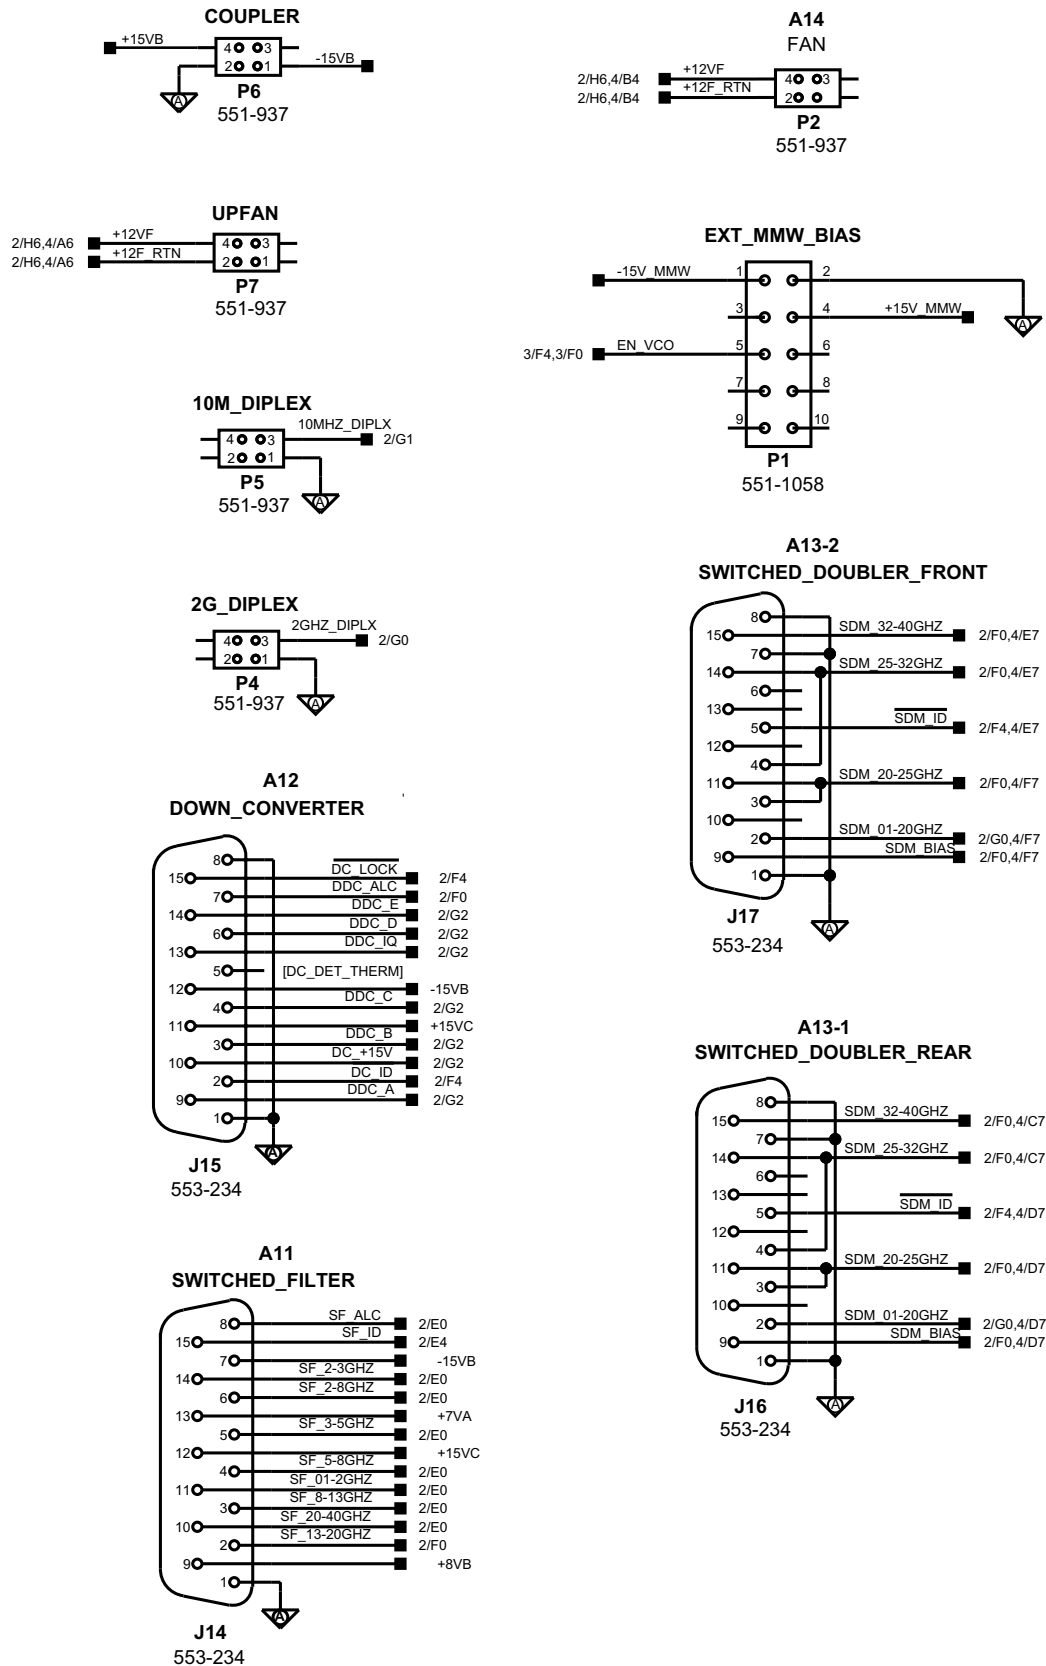 COUPLER
+15VB
4 3
2 1
-15VB
A
P6
551-937
A14
FAN
2/H6,4/B4 +12VF
2/H6,4/B4 +12F_RTN
4 3
2
P2
551-937
UPFAN
2/H6,4/A6 +12VF
2/H6,4/A6 +12F_RTN
4 3
2 1
P7
551-937
EXT_MMW_BIAS
-15V_MMW 1 2
A
3 4 +15V_MMW
3/F4,3/F0 EN_VCO 5 6
7 8
9 10
P1
551-1058
10M_DIPLEX
10MHZ_DIPLX
4 3 2/G1
2 1
A
P5
551-937
2G_DIPLEX
2GHZ_DIPLX
4 3 2/G0
2 1
A
P4
551-937
A12
DOWN_CONVERTER
8
15 DC_LOCK 2/F4
7 DDC_ALC 2/F0
14 DDC_E 2/G2
6 DDC_D 2/G2
13 DDC_IQ 2/G2
5 [DC_DET_THERM]
12 -15VB
4 DDC_C 2/G2
11 +15VC
3 DDC_B 2/G2
10 DC_+15V 2/G2
2 DC_ID 2/F4
9 DDC_A 2/G2
1
A
J15
553-234
A11
SWITCHED_FILTER
8 SF_ALC 2/E0
15 SF_ID 2/E4
7 -15VB
14 SF_2-3GHZ 2/E0
6 SF_2-8GHZ 2/E0
13 +7VA
5 SF_3-5GHZ 2/E0
12 +15VC
4 SF_5-8GHZ 2/E0
11 SF_01-2GHZ 2/E0
3 SF_8-13GHZ 2/E0
10 SF_20-40GHZ 2/E0
2 SF_13-20GHZ 2/F0
9 +8VB
1
A
J14
553-234
A13-2
SWITCHED_DOUBLER_FRONT
8
15 SDM_32-40GHZ 2/F0,4/E7
7
14 SDM_25-32GHZ 2/F0,4/E7
6
13
5 SDM_ID 2/F4,4/E7
12
4
11 SDM_20-25GHZ 2/F0,4/F7
3
10
2 SDM_01-20GHZ 2/G0,4/F7
9 SDM_BIAS 2/F0,4/F7
1
A
J17
553-234
A13-1
SWITCHED_DOUBLER_REAR
8
15 SDM_32-40GHZ 2/F0,4/C7
7
14 SDM_25-32GHZ 2/F0,4/C7
6
13
5 SDM_ID 2/F4,4/D7
12
4
11 SDM_20-25GHZ 2/F0,4/D7
3
10
2 SDM_01-20GHZ 2/G0,4/D7
9 SDM_BIAS 2/F0,4/D7
1
A
J16
553-234